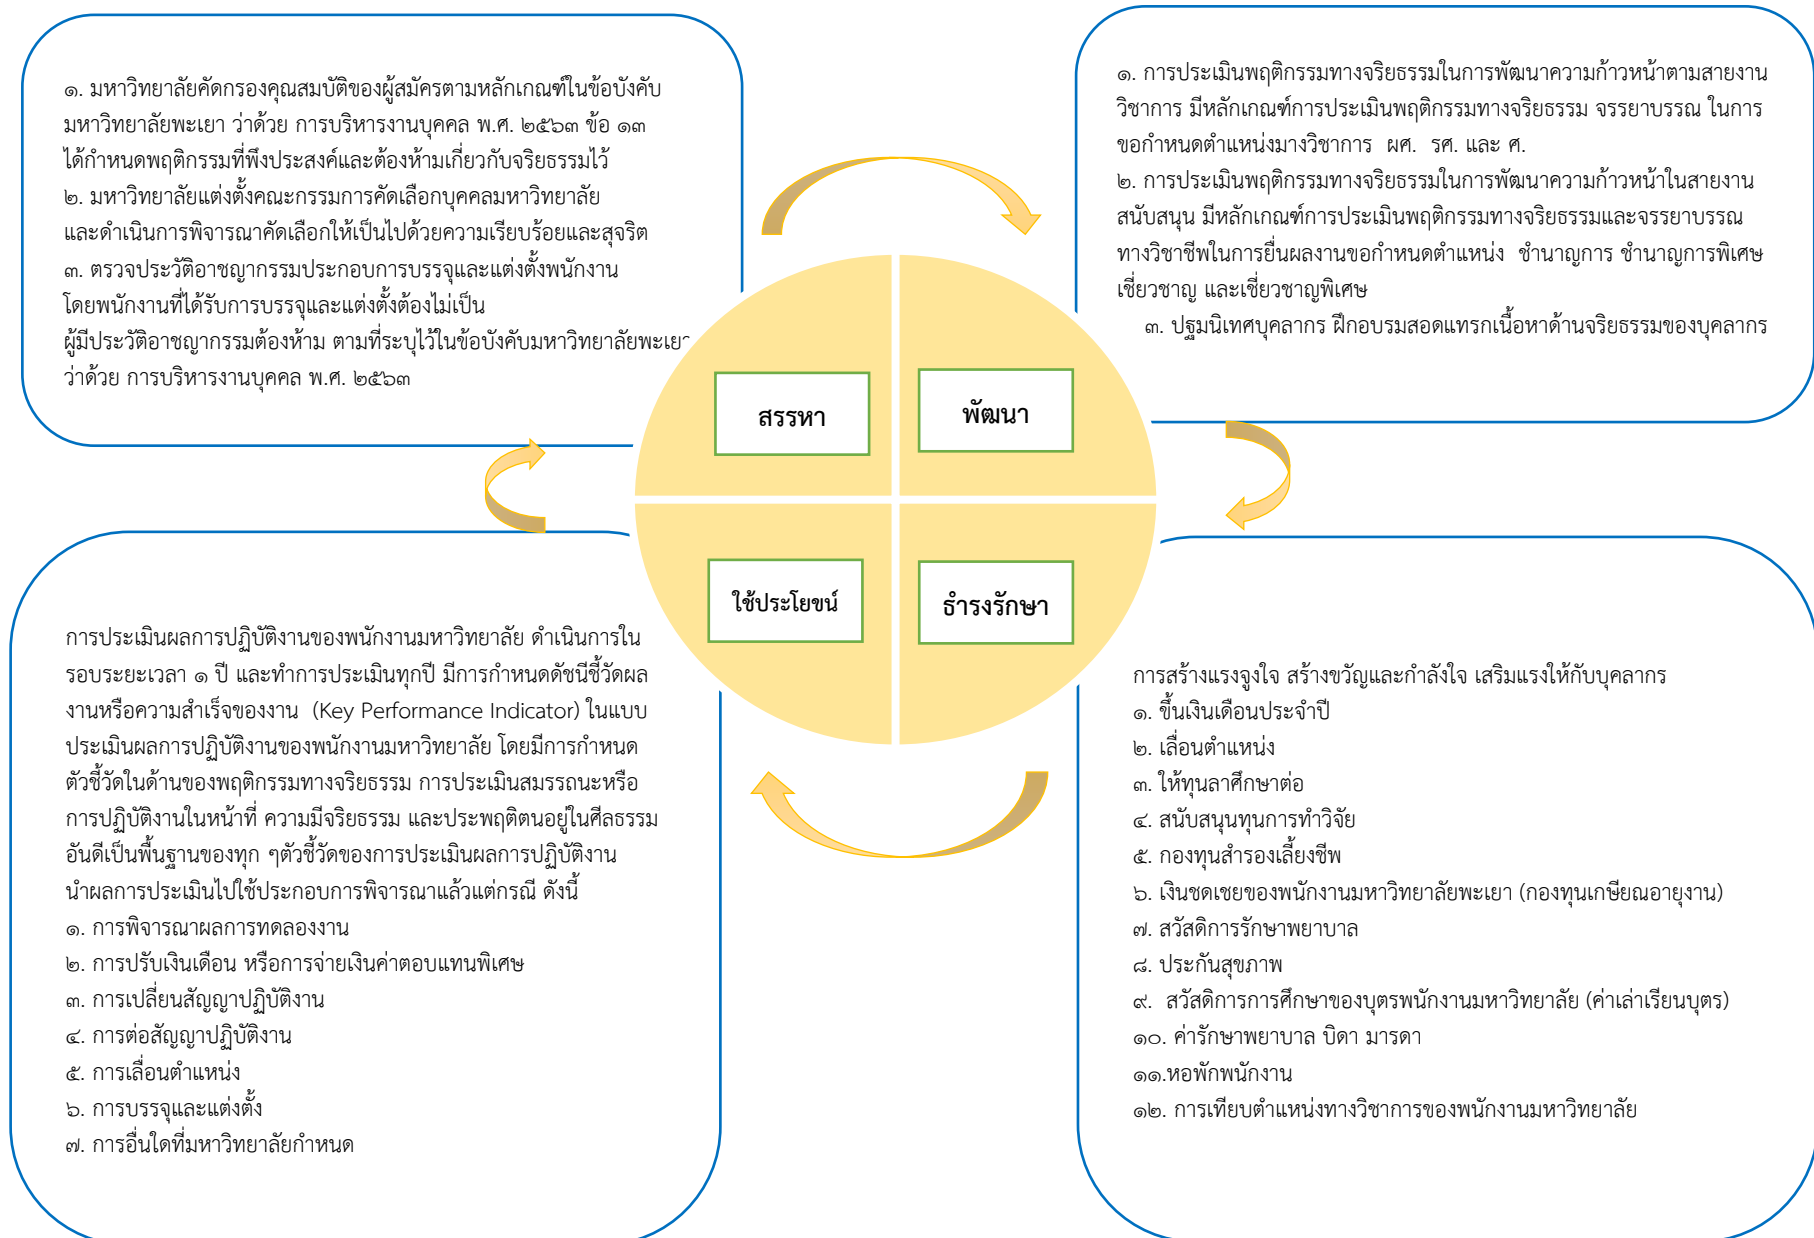 ๑. มหาวิทยาลัยคัดกรองคุณสมบัติของผู้สมัครตามหลักเกณฑ์ในข้อบังคับ
มหาวิทยาลัยพะเยา ว่าด้วย การบริหารงานบุคคล พ.ศ. ๒๕๖๓ ข้อ ๑๓
ได้กำหนดพฤติกรรมที่พึงประสงค์และต้องห้ามเกี่ยวกับจริยธรรมไว้
๒. มหาวิทยาลัยแต่งตั้งคณะกรรมการคัดเลือกบุคคลมหาวิทยาลัย
และดำเนินการพิจารณาคัดเลือกให้เป็นไปด้วยความเรียบร้อยและสุจริต
๓. ตรวจประวัติอาชญากรรมประกอบการบรรจุและแต่งตั้งพนักงาน
โดยพนักงานที่ได้รับการบรรจุและแต่งตั้งต้องไม่เป็น
ผู้มีประวัติอาชญากรรมต้องห้าม ตามที่ระบุไว้ในข้อบังคับมหาวิทยาลัยพะเยา
ว่าด้วย การบริหารงานบุคคล พ.ศ. ๒๕๖๓
๑. การประเมินพฤติกรรมทางจริยธรรมในการพัฒนาความก้าวหน้าตามสายงาน
วิชาการ มีหลักเกณฑ์การประเมินพฤติกรรมทางจริยธรรม จรรยาบรรณ ในการ
ขอกำหนดตำแหน่งมางวิชาการ ผศ. รศ. และ ศ.
๒. การประเมินพฤติกรรมทางจริยธรรมในการพัฒนาความก้าวหน้าในสายงาน
สนับสนุน มีหลักเกณฑ์การประเมินพฤติกรรมทางจริยธรรมและจรรยาบรรณ
ทางวิชาชีพในการยื่นผลงานขอกำหนดตำแหน่ง ชำนาญการ ชำนาญการพิเศษ
เชี่ยวชาญ และเชี่ยวชาญพิเศษ
๓. ปฐมนิเทศบุคลากร ฝึกอบรมสอดแทรกเนื้อหาด้านจริยธรรมของบุคลากร
สรรหา
พัฒนา
ใช้ประโยขน์
ธำรงรักษา
การประเมินผลการปฏิบัติงานของพนักงานมหาวิทยาลัย ดำเนินการใน
รอบระยะเวลา ๑ ปี และทำการประเมินทุกปี มีการกำหนดดัชนีชี้วัดผล
งานหรือความสำเร็จของงาน (Key Performance Indicator) ในแบบ
ประเมินผลการปฏิบัติงานของพนักงานมหาวิทยาลัย โดยมีการกำหนด
ตัวชี้วัดในด้านของพฤติกรรมทางจริยธรรม การประเมินสมรรถนะหรือ
การปฏิบัติงานในหน้าที่ ความมีจริยธรรม และประพฤติตนอยู่ในศีลธรรม
อันดีเป็นพื้นฐานของทุก ๆตัวชี้วัดของการประเมินผลการปฏิบัติงาน
นำผลการประเมินไปใช้ประกอบการพิจารณาแล้วแต่กรณี ดังนี้
๑. การพิจารณาผลการทดลองงาน
๒. การปรับเงินเดือน หรือการจ่ายเงินค่าตอบแทนพิเศษ
๓. การเปลี่ยนสัญญาปฏิบัติงาน
๔. การต่อสัญญาปฏิบัติงาน
๕. การเลื่อนตำแหน่ง
๖. การบรรจุและแต่งตั้ง
๗. การอื่นใดที่มหาวิทยาลัยกำหนด
การสร้างแรงจูงใจ สร้างขวัญและกำลังใจ เสริมแรงให้กับบุคลากร
๑. ขึ้นเงินเดือนประจำปี
๒. เลื่อนตำแหน่ง
๓. ให้ทุนลาศึกษาต่อ
๔. สนับสนุนทุนการทำวิจัย
๕. กองทุนสำรองเลี้ยงชีพ
๖. เงินชดเชยของพนักงานมหาวิทยาลัยพะเยา (กองทุนเกษียณอายุงาน)
๗. สวัสดิการรักษาพยาบาล
๘. ประกันสุขภาพ
๙. สวัสดิการการศึกษาของบุตรพนักงานมหาวิทยาลัย (ค่าเล่าเรียนบุตร)
๑๐. ค่ารักษาพยาบาล บิดา มารดา
๑๑.หอพักพนักงาน
๑๒. การเทียบตำแหน่งทางวิชาการของพนักงานมหาวิทยาลัย